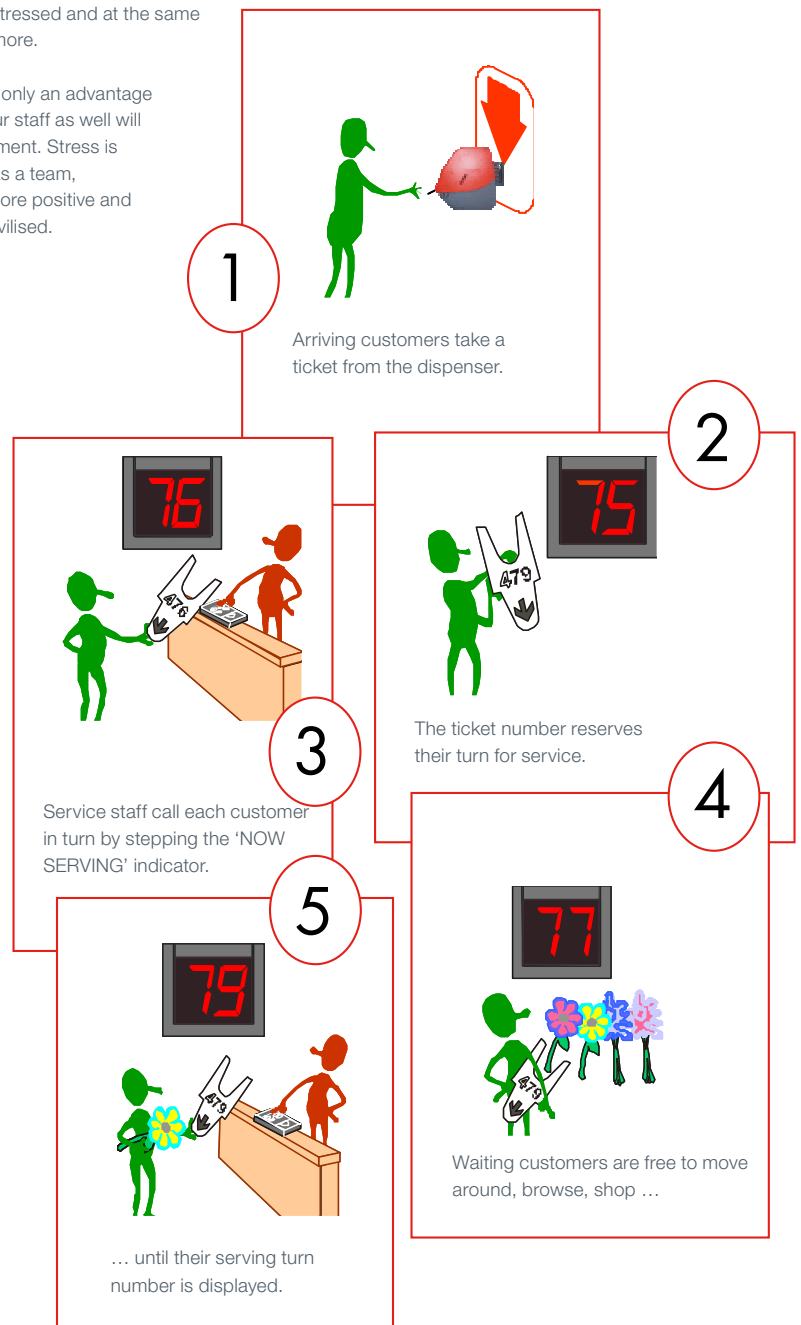 tressed and at the same
nore.
only an advantage
ur staff as well will
ment. Stress is
as a team,
ore positive and
vilised.
1
Arriving customers take a
ticket from the dispenser.
2
75
479
The ticket number reserves
their turn for service.
76
476
3
Service staff call each customer
in turn by stepping the ‘NOW
SERVING’ indicator.
4
77
479
Waiting customers are free to move
around, browse, shop …
5
79
479
… until their serving turn
number is displayed.